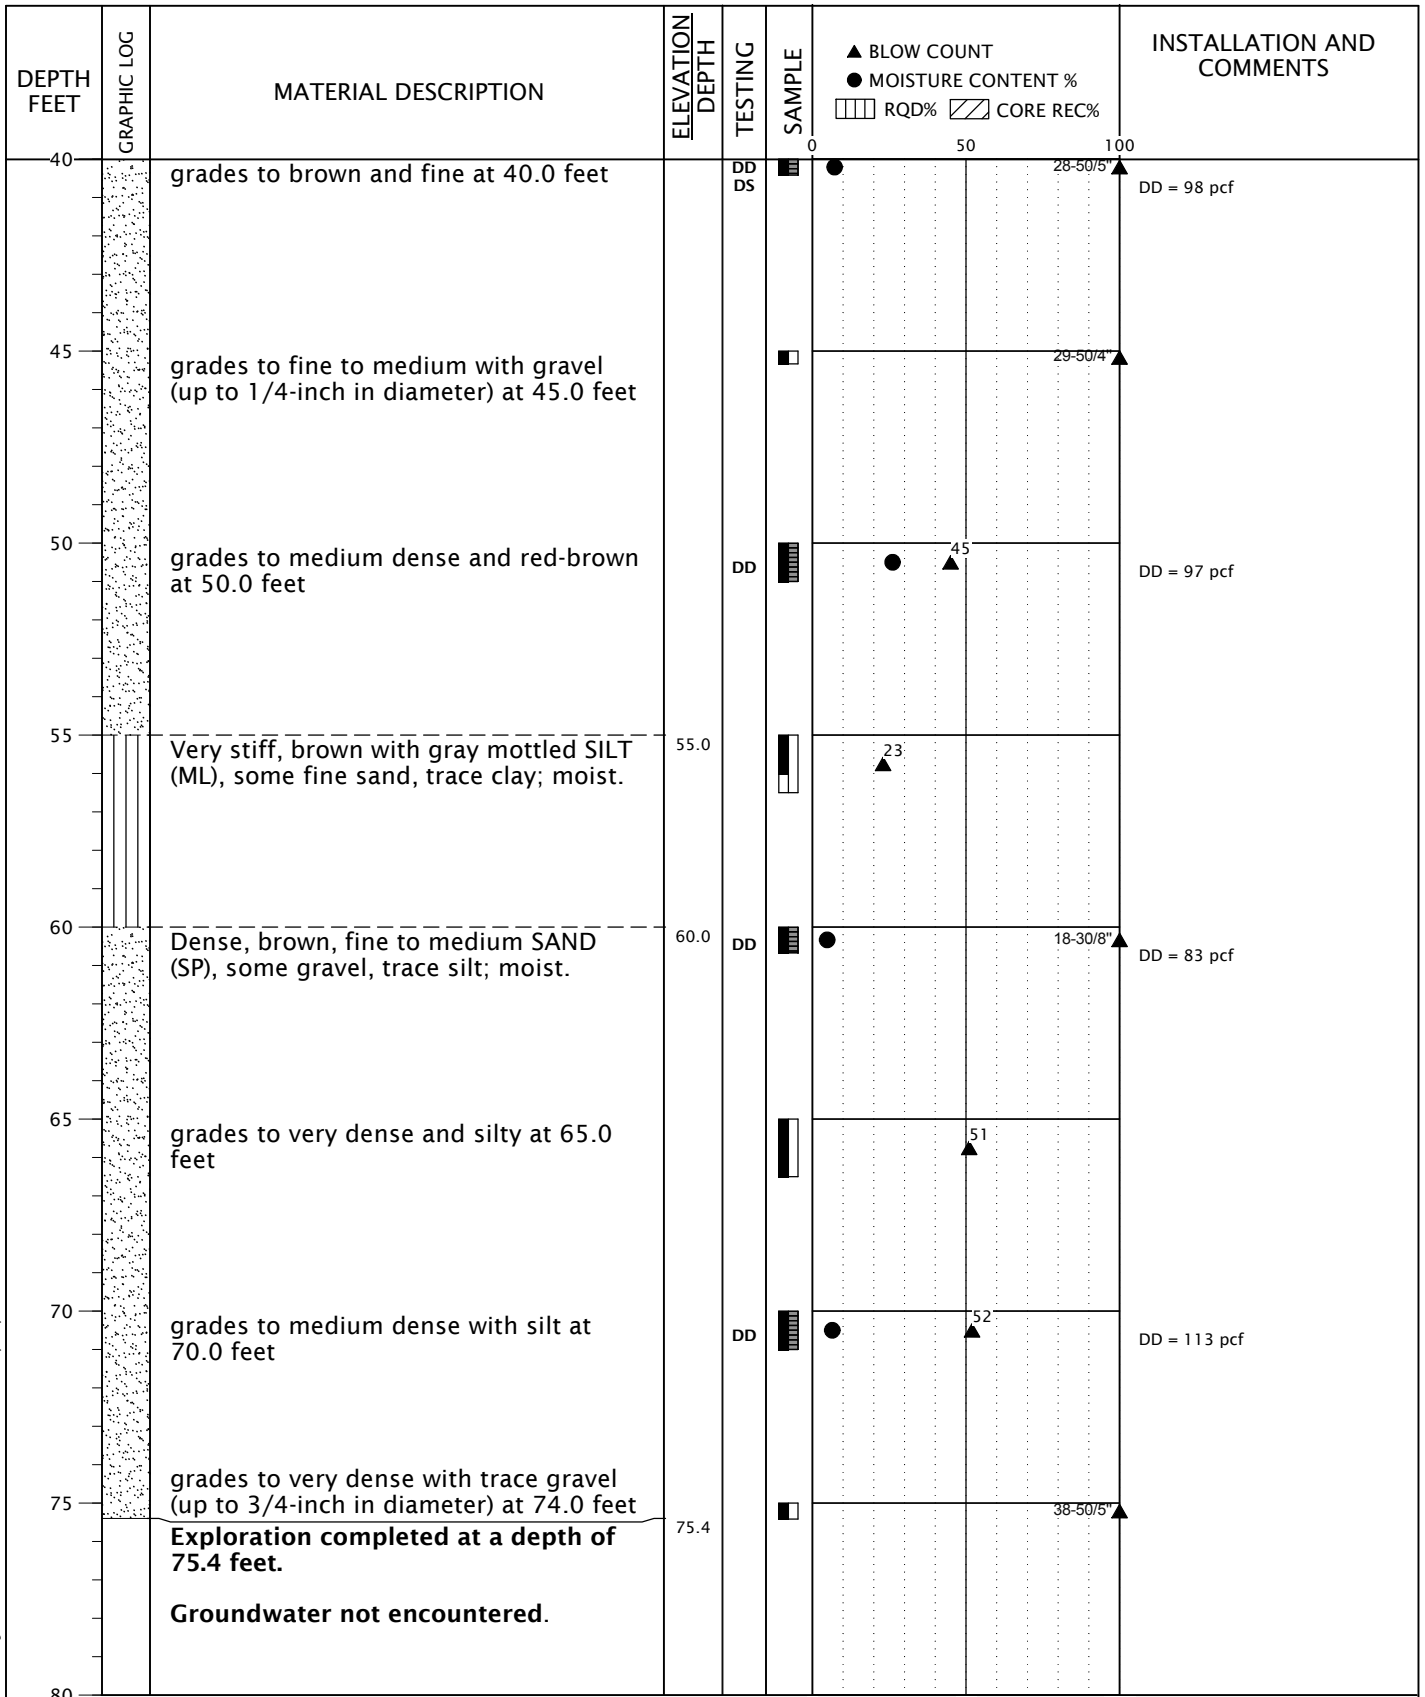 DEPTH
FEET
GRAPHIC LOG
MATERIAL DESCRIPTION
ELEVATION
DEPTH
TESTING
SAMPLE
▲ BLOW COUNT
● MOISTURE CONTENT %
RQD% CORE REC%
0 50 100
INSTALLATION AND
COMMENTS
40
grades to brown and fine at 40.0 feet
DD
DS
28-50/5"
DD = 98 pcf
45
grades to fine to medium with gravel
(up to 1/4-inch in diameter) at 45.0 feet
29-50/4"
50
grades to medium dense and red-brown
at 50.0 feet
DD
45
DD = 97 pcf
55
Very stiff, brown with gray mottled SILT
(ML), some fine sand, trace clay; moist.
55.0
23
60
Dense, brown, fine to medium SAND
(SP), some gravel, trace silt; moist.
60.0
DD
18-30/8"
DD = 83 pcf
65
grades to very dense and silty at 65.0
feet
51
70
grades to medium dense with silt at
70.0 feet
DD
52
DD = 113 pcf
grades to very dense with trace gravel
(up to 3/4-inch in diameter) at 74.0 feet
75
38-50/5"
75.4
Exploration completed at a depth of
75.4 feet.
Groundwater not encountered.
80